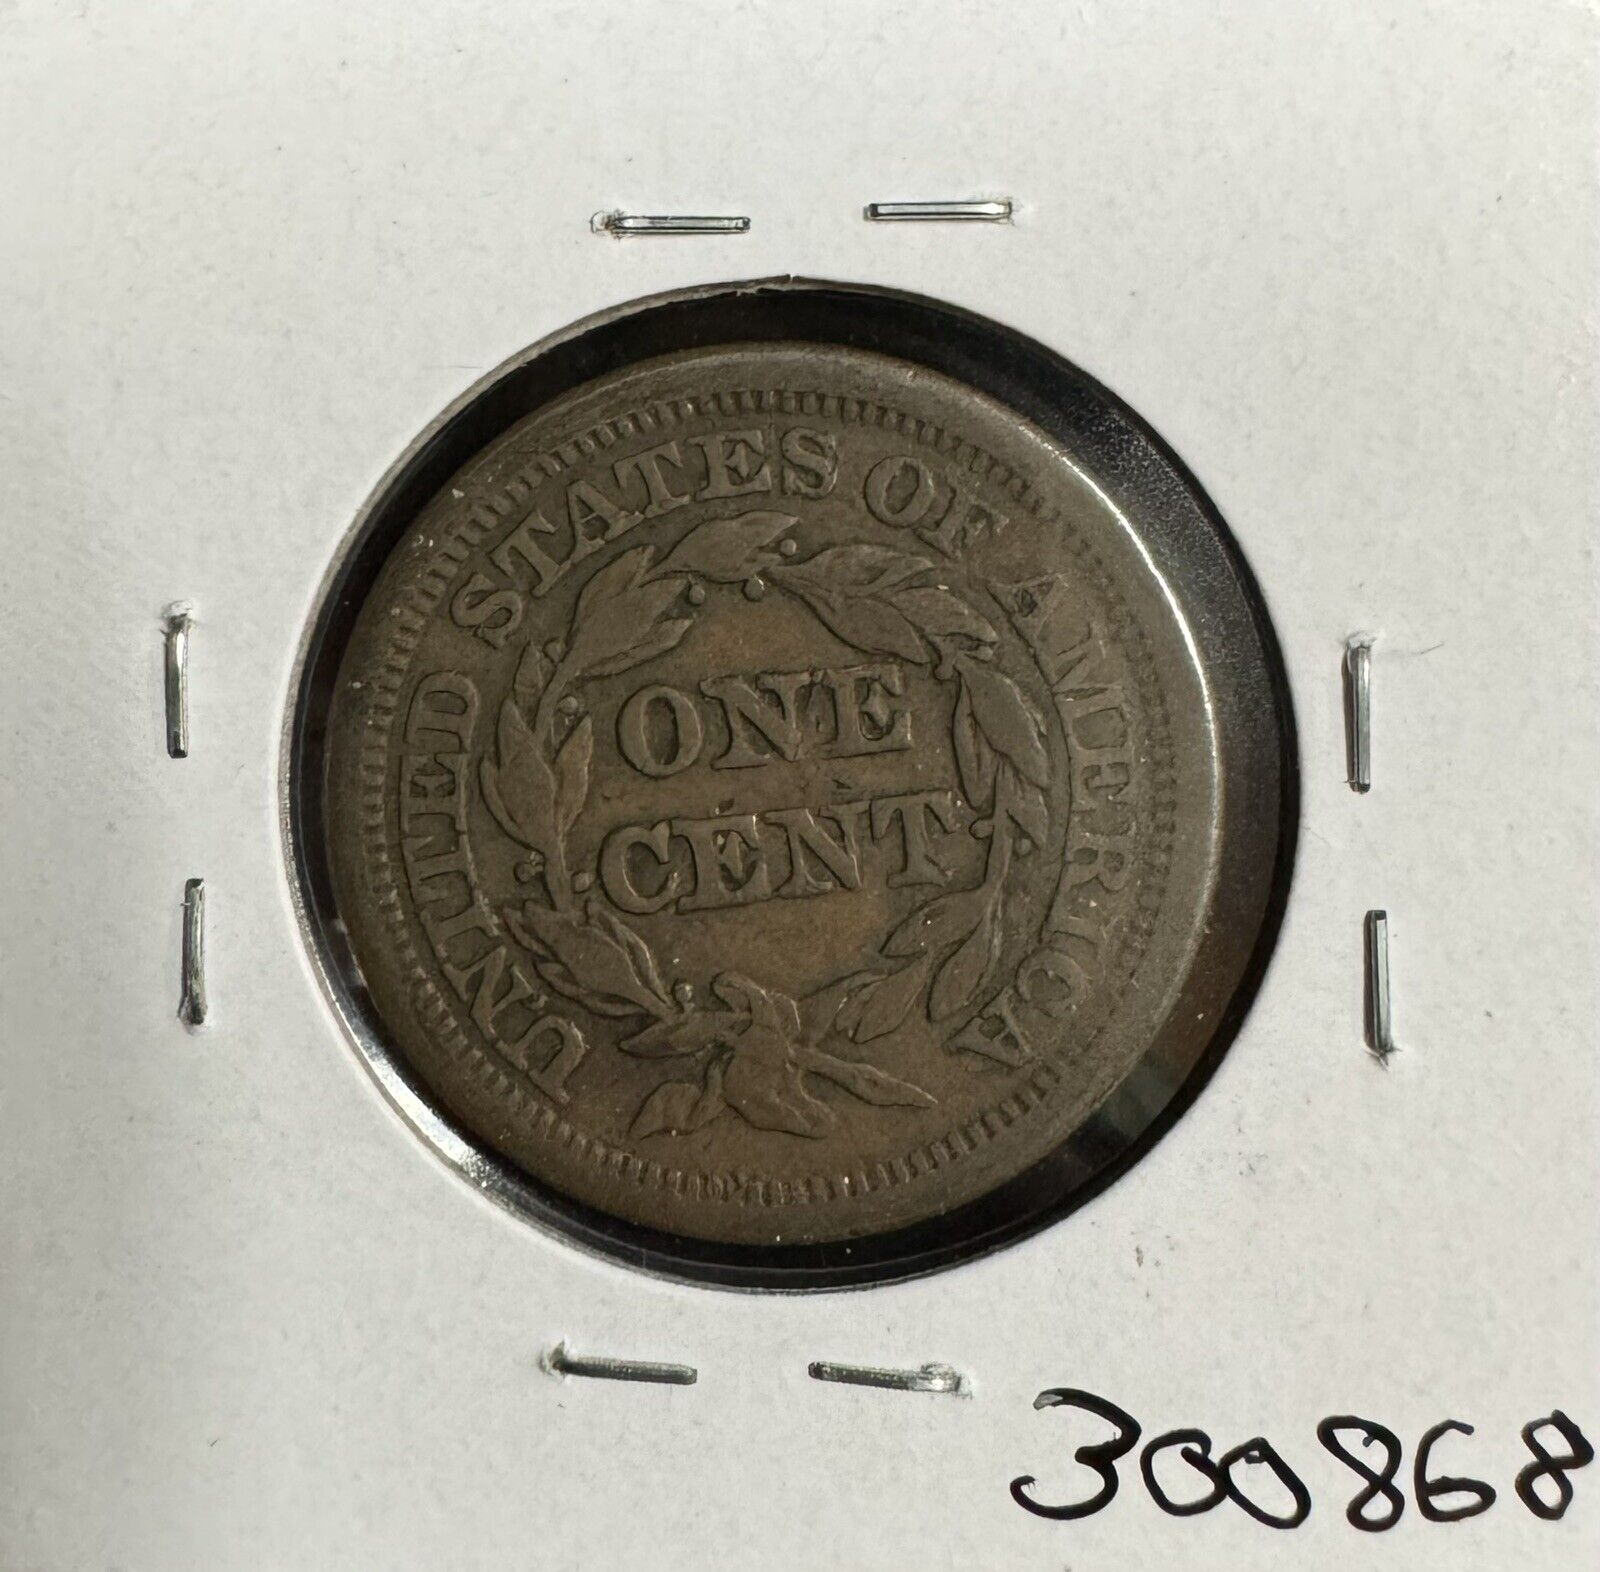 UNITED STATES OF AMERICA
ONE
CENT
300868